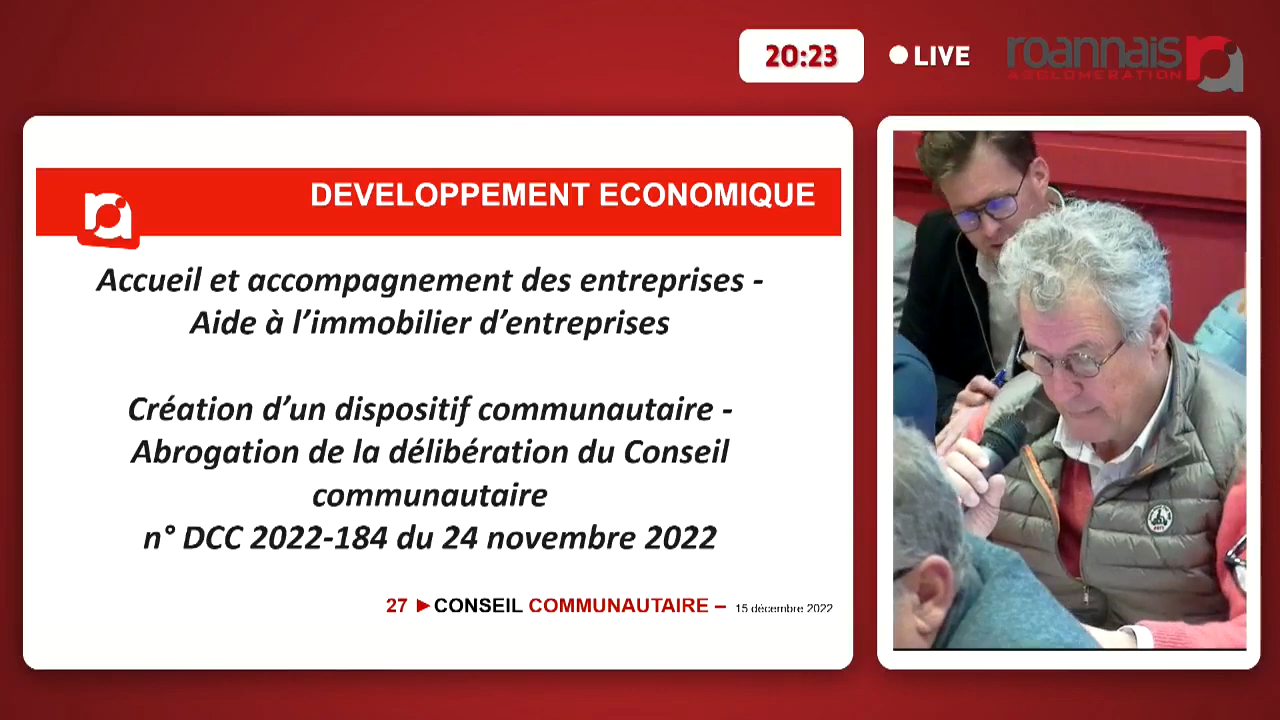 20:23
LIVE
roannais
AGGLOMERATION
DEVELOPPEMENT ECONOMIQUE
Accueil et accompagnement des entreprises -
Aide à l’immobilier d’entreprises
Création d’un dispositif communautaire -
Abrogation de la délibération du Conseil
communautaire
n° DCC 2022-184 du 24 novembre 2022
27 ►CONSEIL COMMUNAUTAIRE – 15 décembre 2022